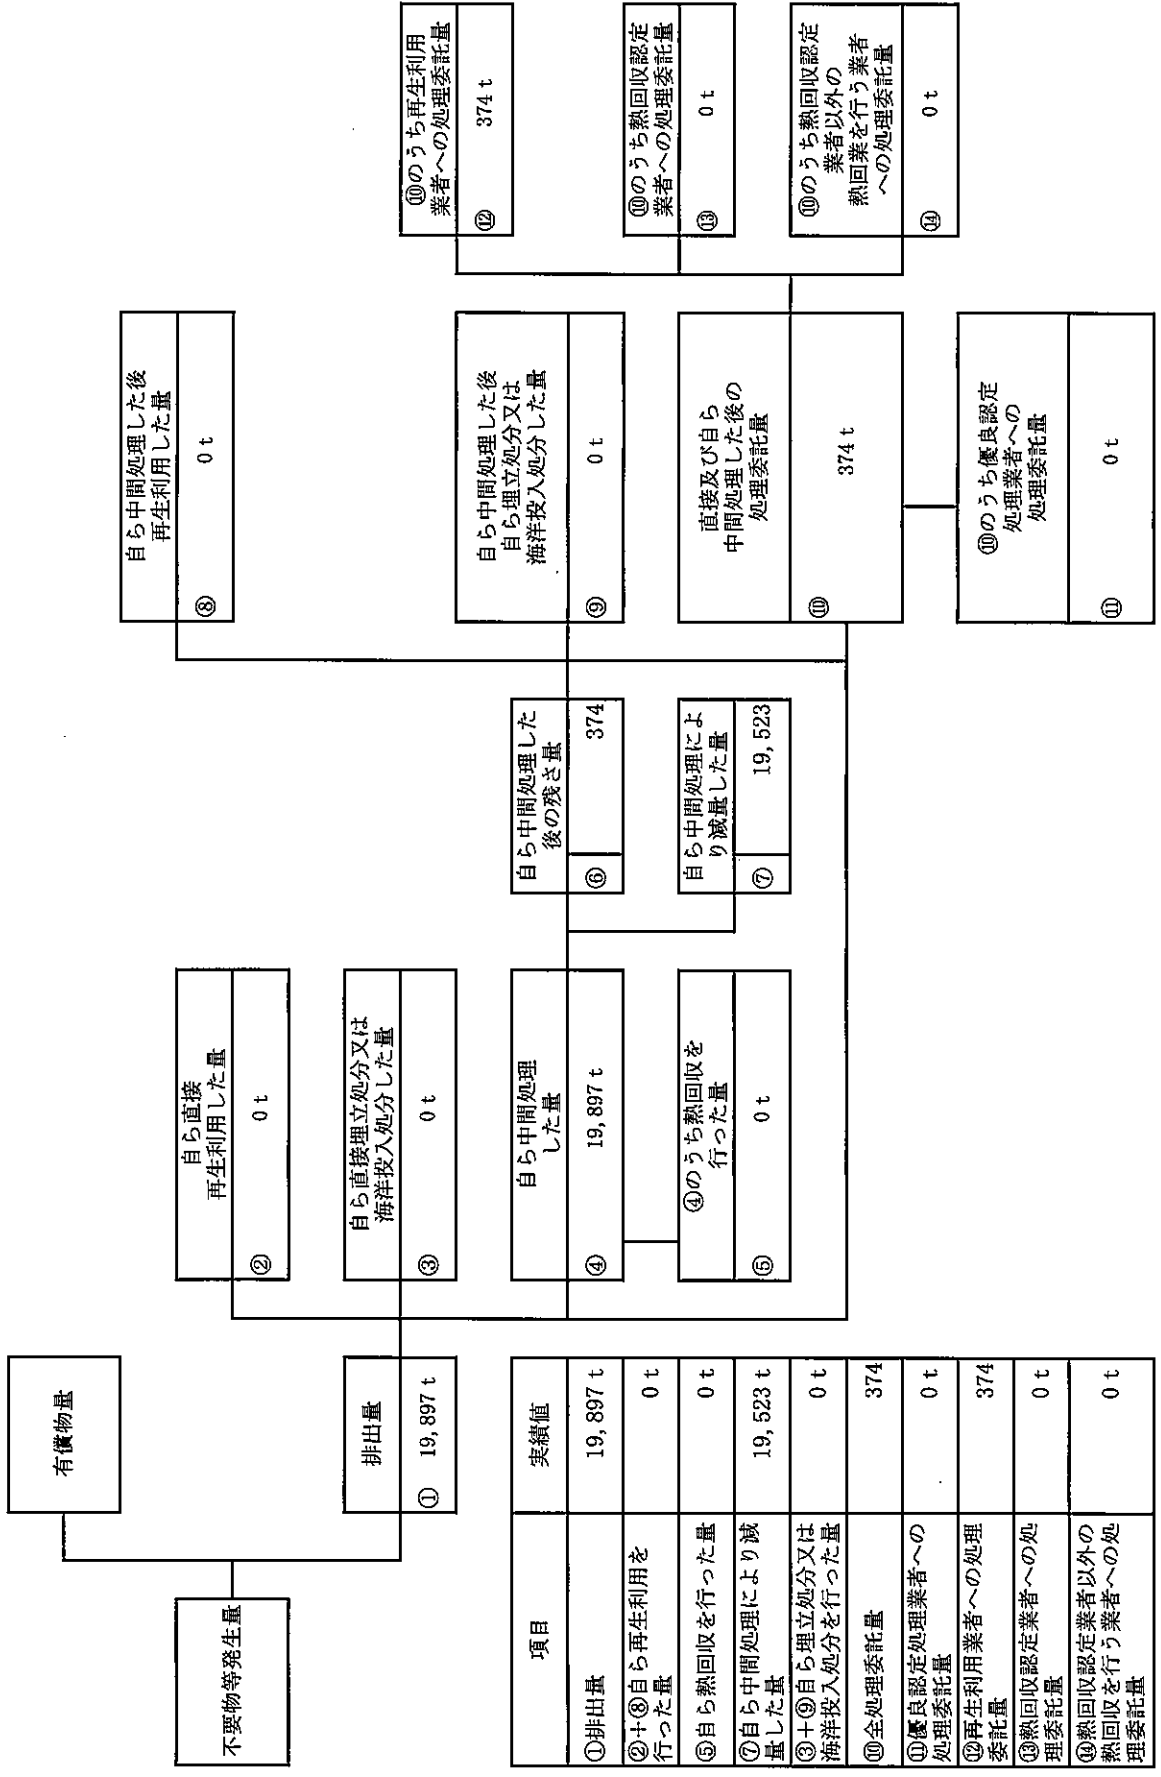 不要物等発生量
有償物量
排出量
① 19,897 t
自ら直接
再生利用した量
② 0 t
自ら直接埋立処分又は
海洋投入処分した量
③ 0 t
自ら中間処理
した量
④ 19,897 t
④のうち熱回収を
行った量
⑤ 0 t
自ら中間処理した
後の残さ量
⑥ 374
自ら中間処理によ
り減量した量
⑦ 19,523
自ら中間処理した後
再生利用した量
⑧ 0 t
自ら中間処理した後
自ら埋立処分又は
海洋投入処分した量
⑨ 0 t
直接及び自ら
中間処理した後の
処理委託量
⑩ 374 t
⑩のうち優良認定
処理業者への
処理委託量
⑪ 0 t
⑩のうち再生利用
業者への処理委託量
⑫ 374 t
⑩のうち熱回収認定
業者への処理委託量
⑬ 0 t
⑩のうち熱回収認定
業者以外の
熱回業を行う業者
への処理委託量
⑭ 0 t
項目 実績値
①排出量 19,897 t
②+⑧自ら再生利用を
行った量 0 t
⑤自ら熱回収を行った量 0 t
⑦自ら中間処理により減
量した量 19,523 t
③+⑨自ら埋立処分又は
海洋投入処分を行った量 0 t
⑩全処理委託量 374
⑪優良認定処理業者への
処理委託量 0 t
⑫再生利用業者への処理
委託量 374
⑬熱回収認定業者への処
理委託量 0 t
⑭熱回収認定業者以外の
熱回収を行う業者への処
理委託量 0 t